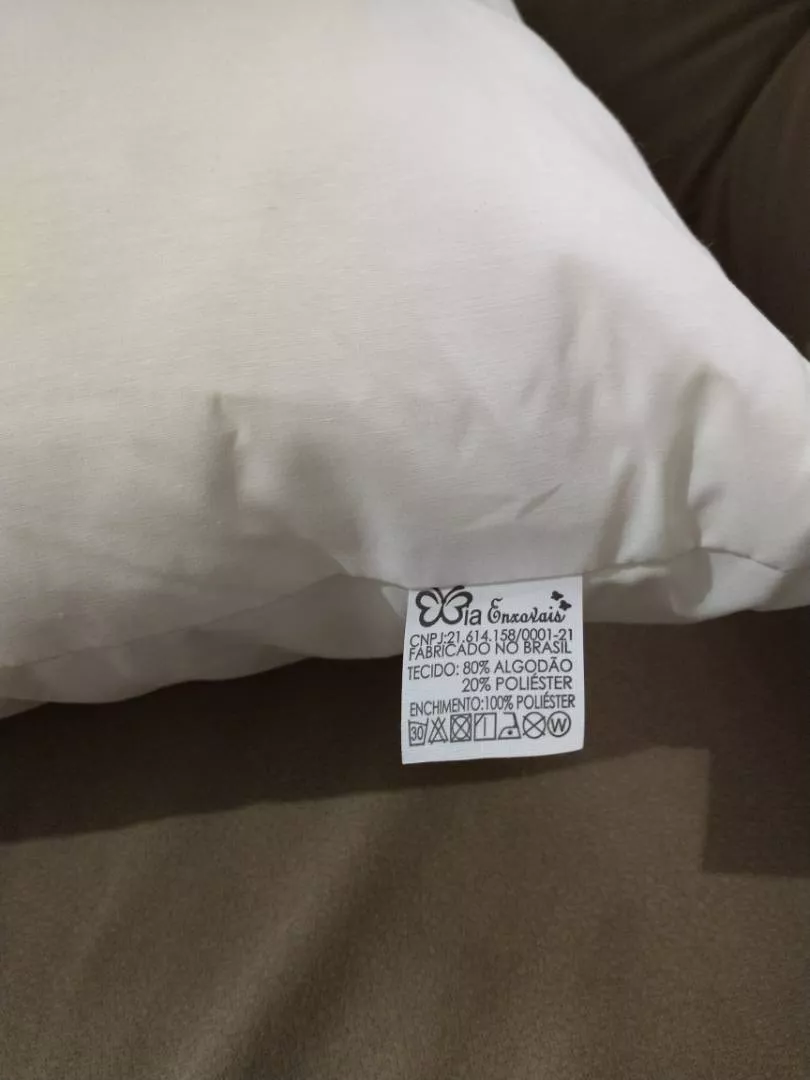 Bia Enxovais
CNPJ:21.614.158/0001-21
FABRICADO NO BRASIL
TECIDO: 80% ALGODÃO
20% POLIÉSTER
ENCHIMENTO:100% POLIÉSTER
30 W